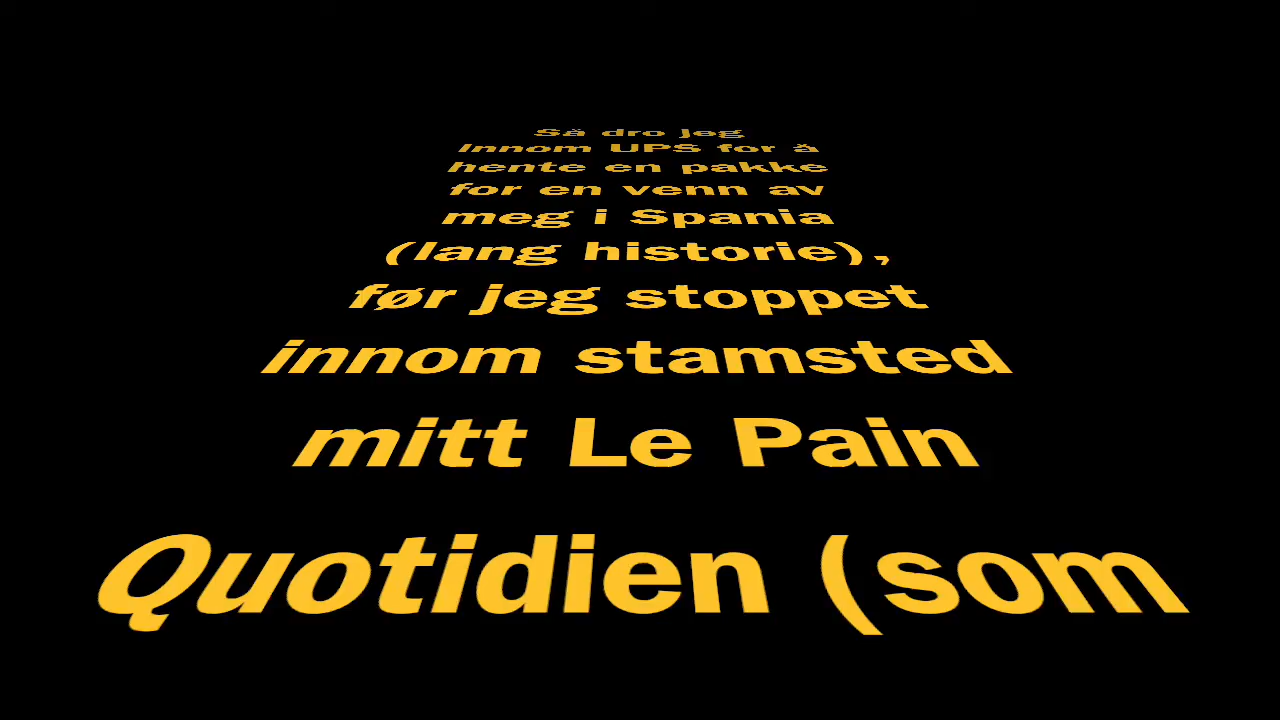 Så dro jeg
innom UPS for å
hente en pakke
for en venn av
meg i Spania
(lang historie),
før jeg stoppet
innom stamsted
mitt Le Pain
Quotidien (som